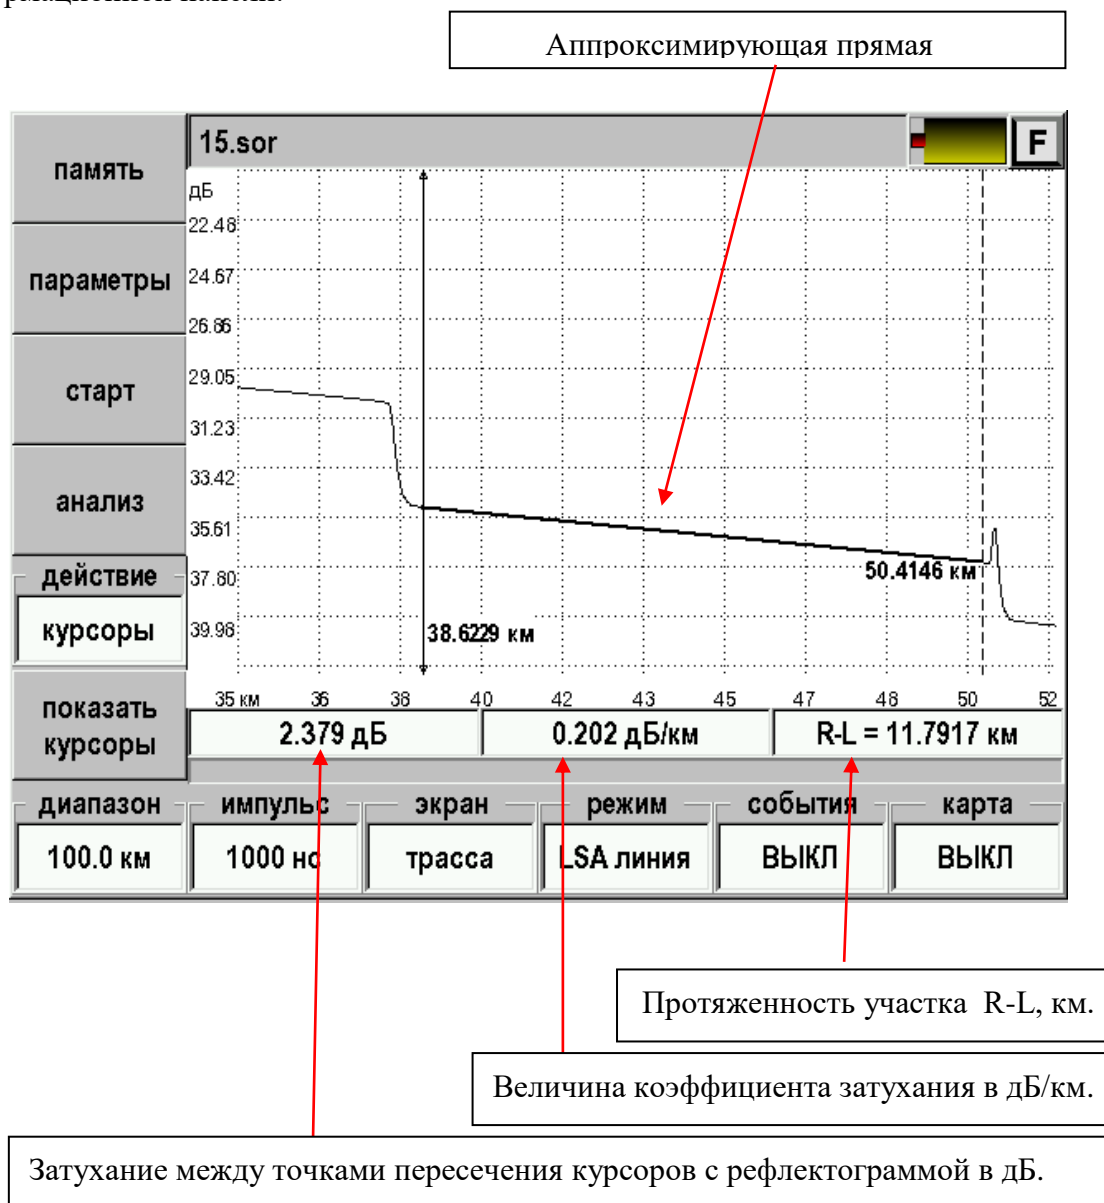 рмационной панели.
Аппроксимирующая прямая
память
15.sor
F
дБ
22.48
параметры
24.67
26.86
старт
29.05
31.23
анализ
33.42
35.61
действие
37.80
50.4146 км
курсоры
39.98
38.6229 км
35 км 36 38 40 42 43 45 47 48 50 52
показать
курсоры
2.379 дБ 0.202 дБ/км R-L = 11.7917 км
диапазон импульс экран режим события карта
100.0 км 1000 нс трасса LSA линия ВЫКЛ ВЫКЛ
Протяженность участка R-L, км.
Величина коэффициента затухания в дБ/км.
Затухание между точками пересечения курсоров с рефлектограммой в дБ.